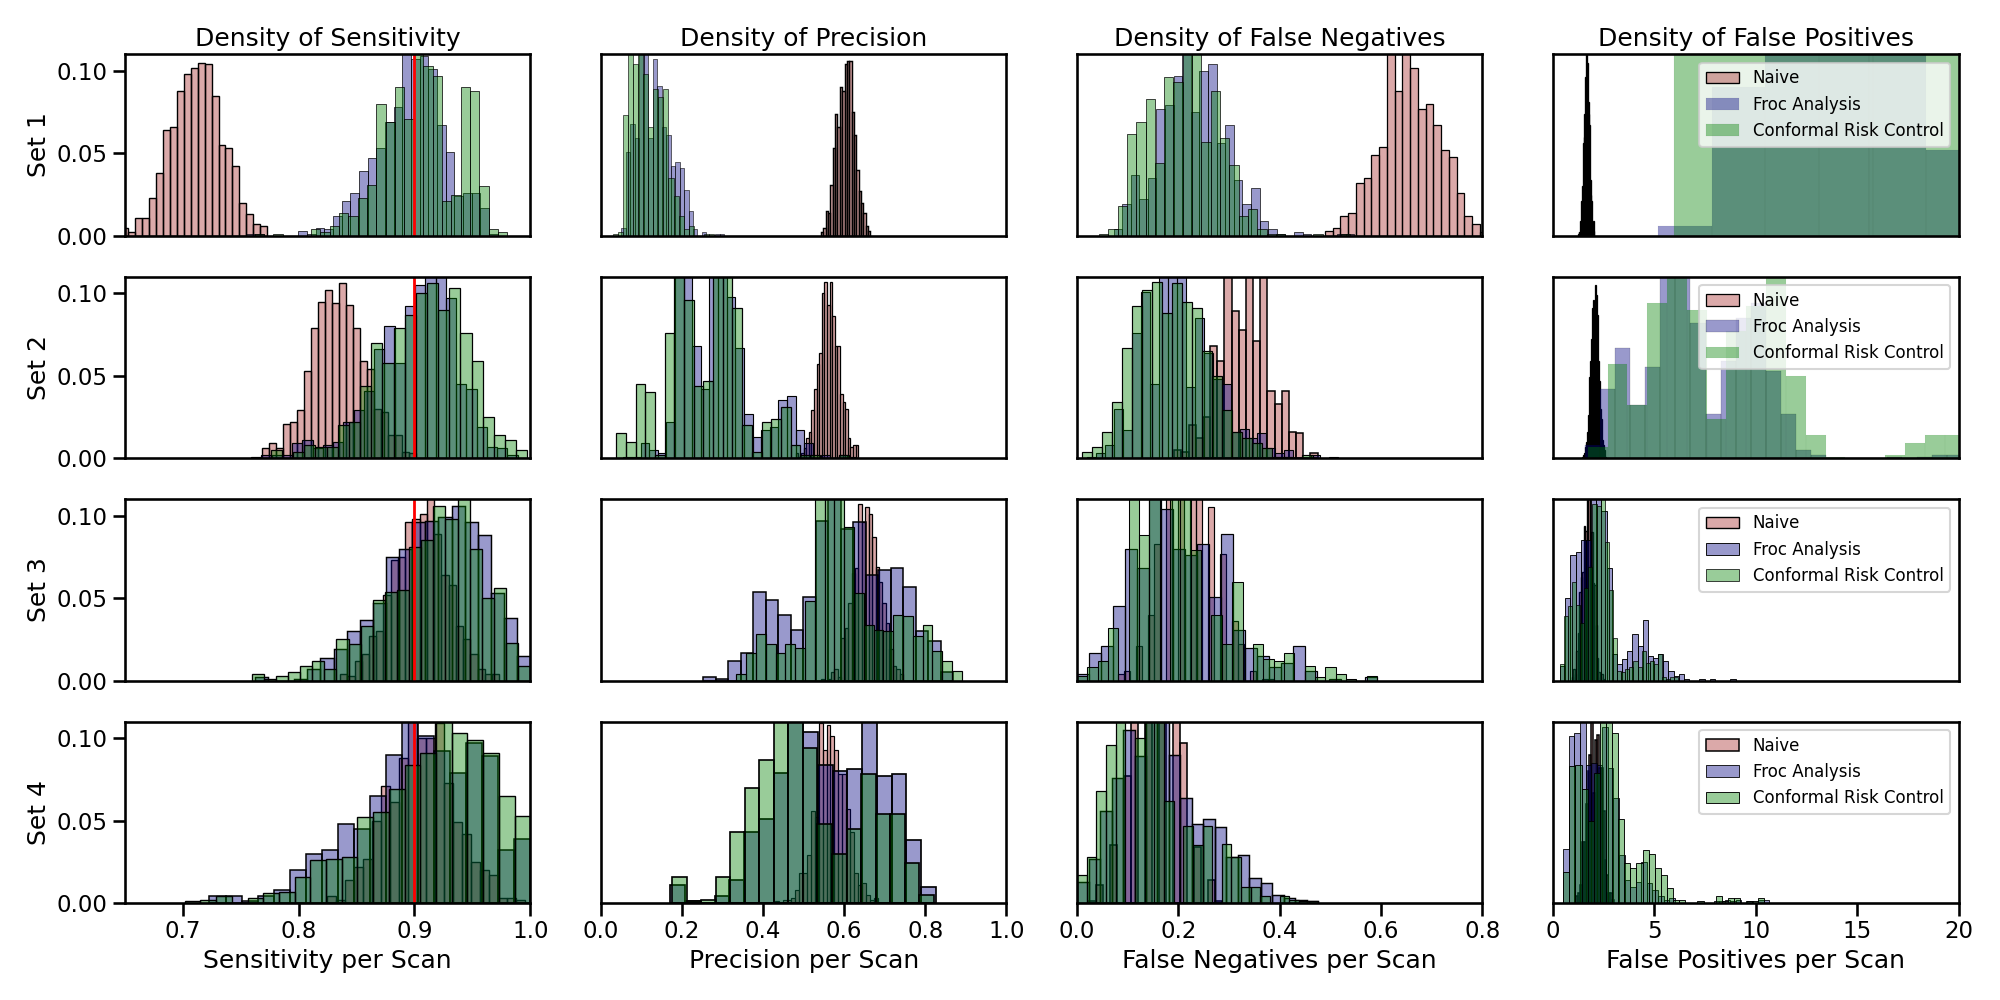 Density of Sensitivity
Density of Precision
Density of False Negatives
Density of False Positives
Set 1
0.10
0.05
0.00
Naive
Froc Analysis
Conformal Risk Control
Set 2
0.10
0.05
0.00
Naive
Froc Analysis
Conformal Risk Control
Set 3
0.10
0.05
0.00
Naive
Froc Analysis
Conformal Risk Control
Set 4
0.10
0.05
0.00
Naive
Froc Analysis
Conformal Risk Control
0.7 0.8 0.9 1.0
0.0 0.2 0.4 0.6 0.8 1.0
0.0 0.2 0.4 0.6 0.8
0 5 10 15 20
Sensitivity per Scan
Precision per Scan
False Negatives per Scan
False Positives per Scan